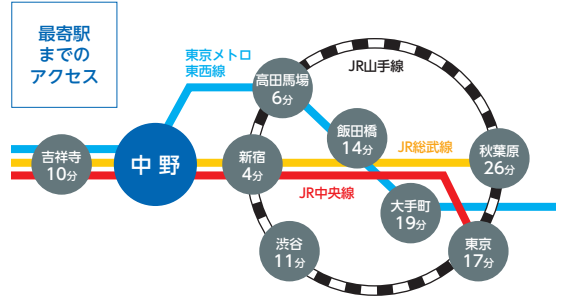 最寄駅
までの
アクセス
東京メトロ
東西線
高田馬場
6分
JR山手線
飯田橋
14分
JR総武線
秋葉原
26分
吉祥寺
10分
中野
新宿
4分
JR中央線
大手町
19分
渋谷
11分
東京
17分